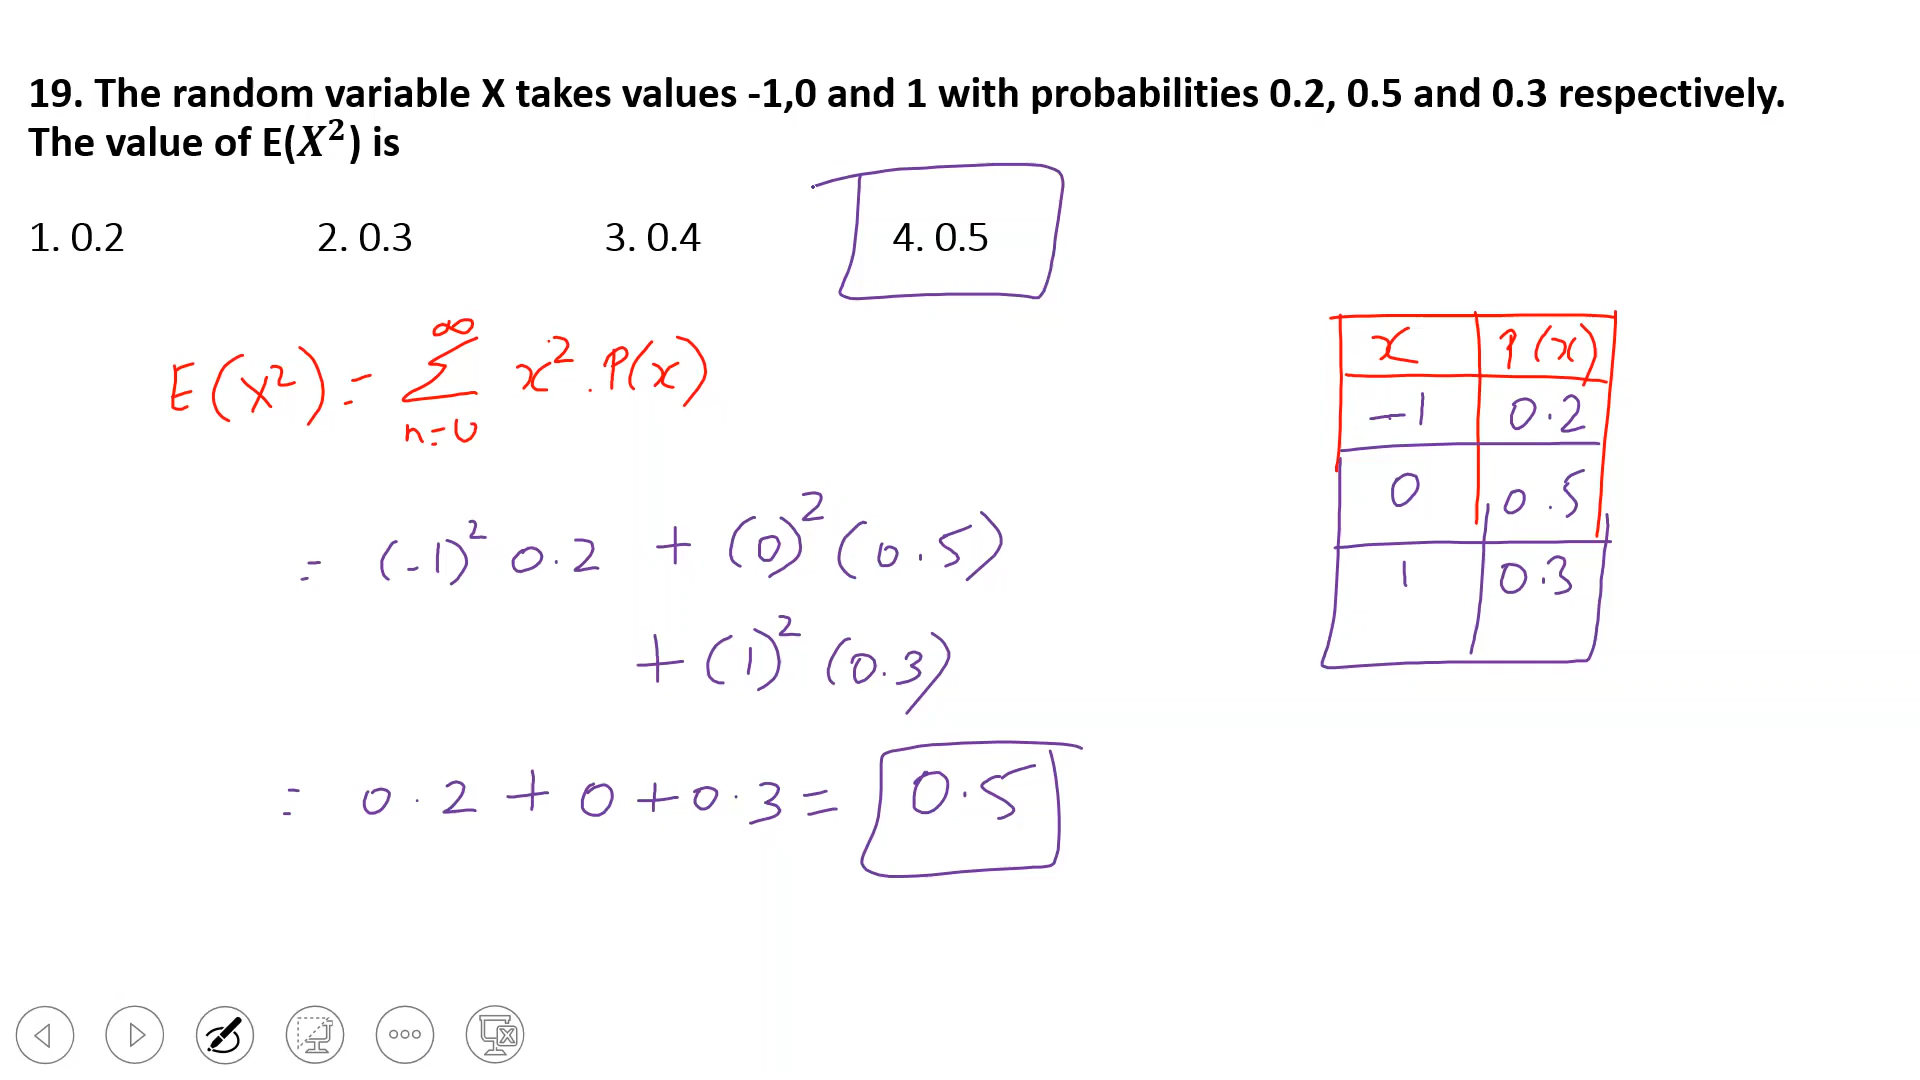 19. The random variable X takes values -1,0 and 1 with probabilities 0.2, 0.5 and 0.3 respectively.
The value of E(X²) is
1. 0.2 2. 0.3 3. 0.4 4. 0.5
E(X²) = ∑ x² . P(x)
∞
n=0
x P(x)
-1 0.2
0 0.5
1 0.3
= (-1)² 0.2 + (0)² (0.5)
+ (1)² (0.3)
= 0.2 + 0 + 0.3 = 0.5